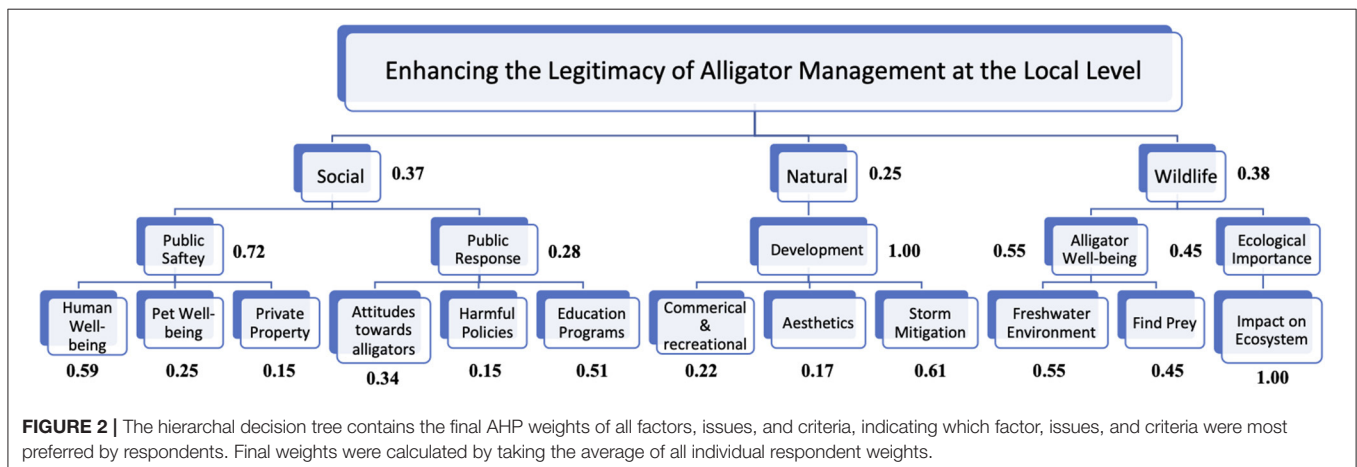 Enhancing the Legitimacy of Alligator Management at the Local Level
Social
0.37
Natural
0.25
Wildlife
0.38
Public
Saftey
0.72
Public
Response
0.28
Development
1.00
0.55
Alligator
Well-being
0.45
Ecological
Importance
Human
Well-
being
Pet Well-
being
Private
Property
Attitudes
towards
alligators
Harmful
Policies
Education
Programs
Commerical
&
recreational
Aesthetics
Storm
Mitigation
Freshwater
Environment
Find Prey
Impact on
Ecosystem
0.59
0.25
0.15
0.34
0.15
0.51
0.22
0.17
0.61
0.55
0.45
1.00
FIGURE 2 | The hierarchal decision tree contains the final AHP weights of all factors, issues, and criteria, indicating which factor, issues, and criteria were most
preferred by respondents. Final weights were calculated by taking the average of all individual respondent weights.